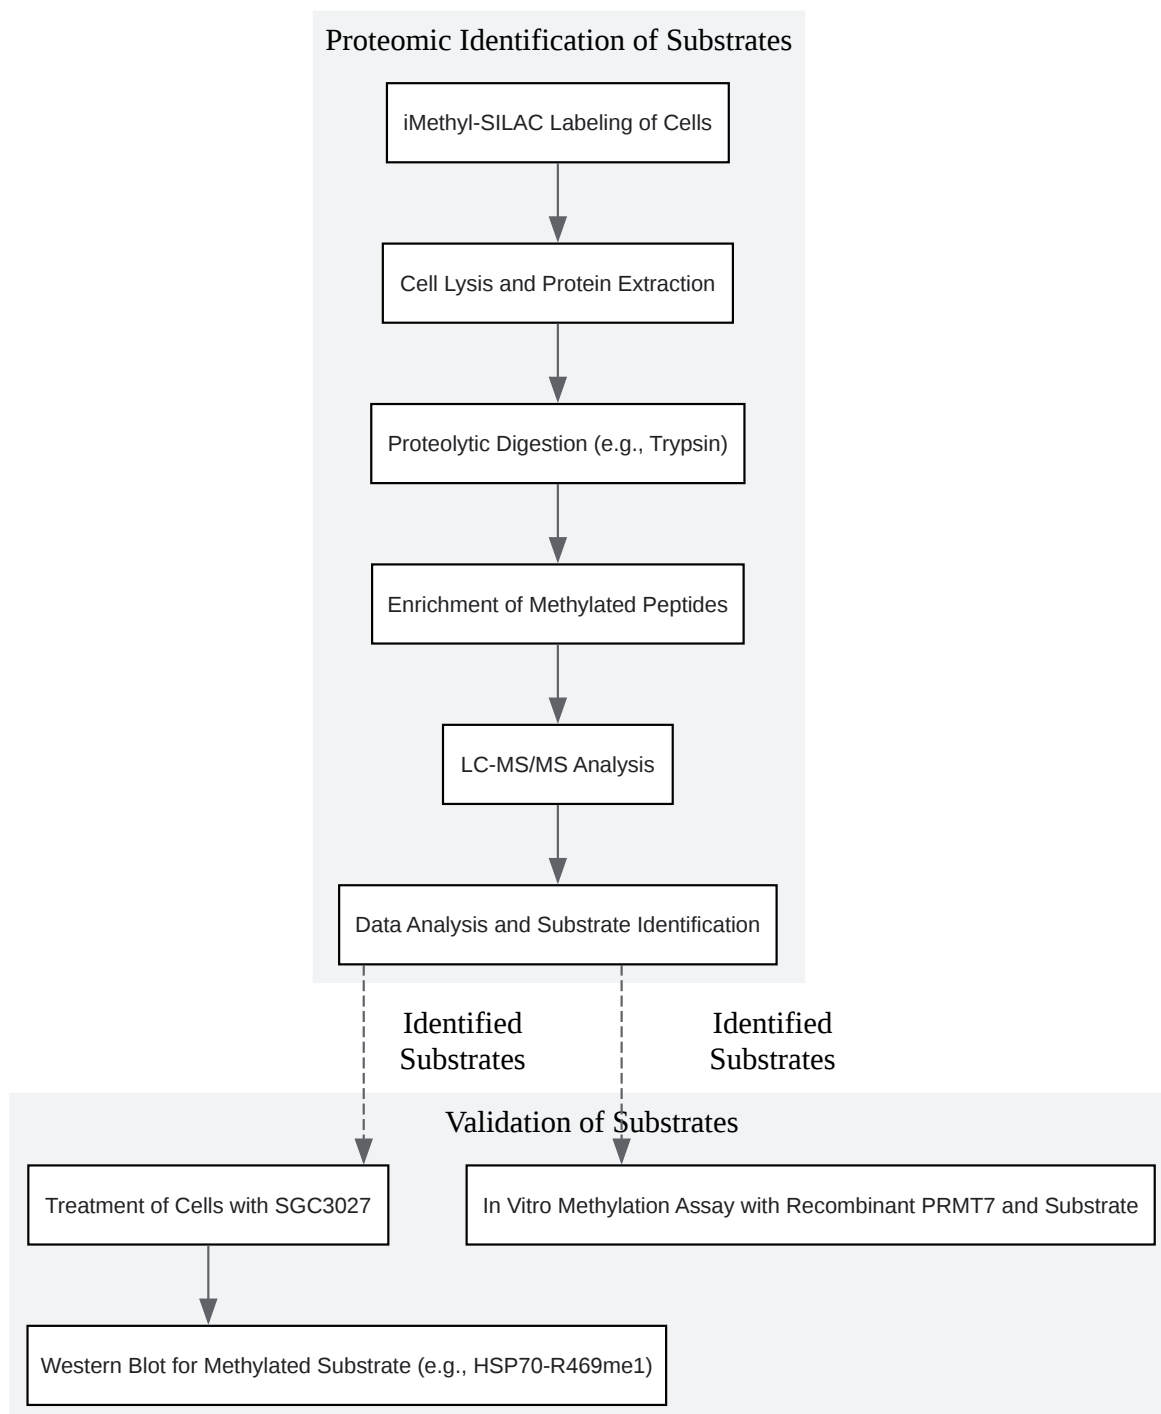 Proteomic Identification of Substrates
iMethyl-SILAC Labeling of Cells
Cell Lysis and Protein Extraction
Proteolytic Digestion (e.g., Trypsin)
Enrichment of Methylated Peptides
LC-MS/MS Analysis
Data Analysis and Substrate Identification
Identified
Substrates
Identified
Substrates
Validation of Substrates
Treatment of Cells with SGC3027
In Vitro Methylation Assay with Recombinant PRMT7 and Substrate
Western Blot for Methylated Substrate (e.g., HSP70-R469me1)